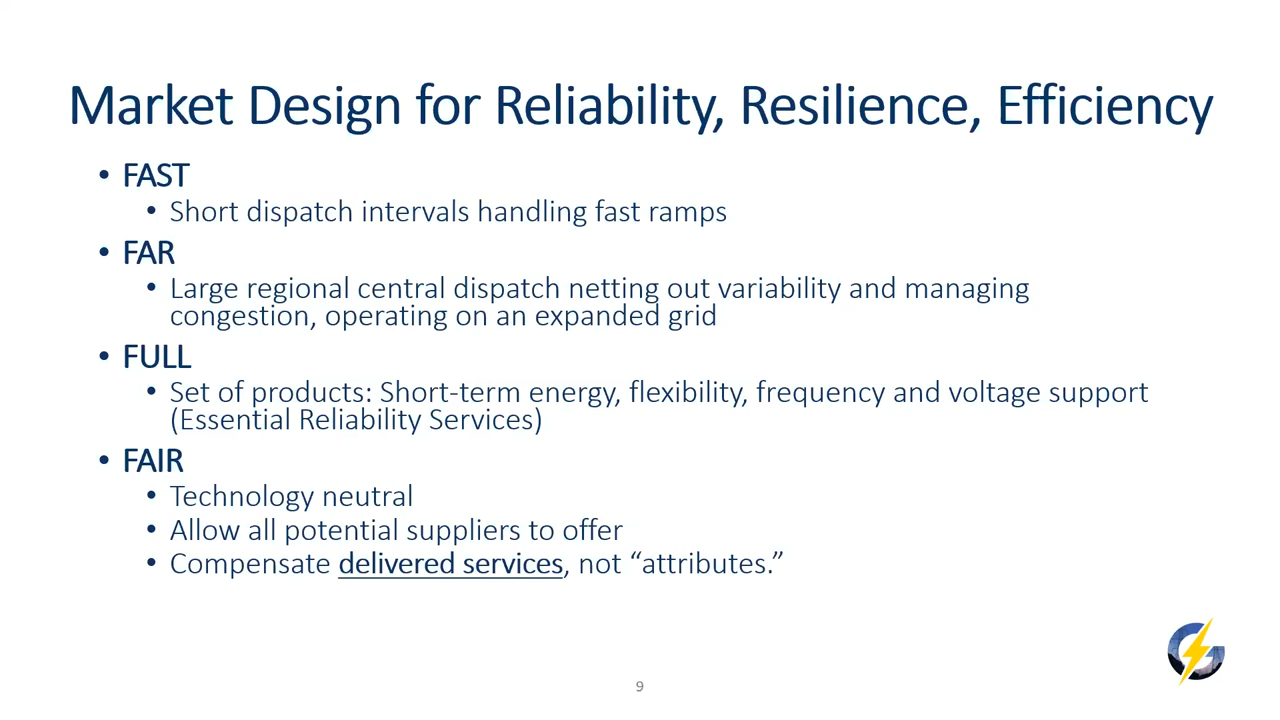 Market Design for Reliability, Resilience, Efficiency
• FAST
• Short dispatch intervals handling fast ramps
• FAR
• Large regional central dispatch netting out variability and managing
congestion, operating on an expanded grid
• FULL
• Set of products: Short-term energy, flexibility, frequency and voltage support
(Essential Reliability Services)
• FAIR
• Technology neutral
• Allow all potential suppliers to offer
• Compensate delivered services, not “attributes.”
9